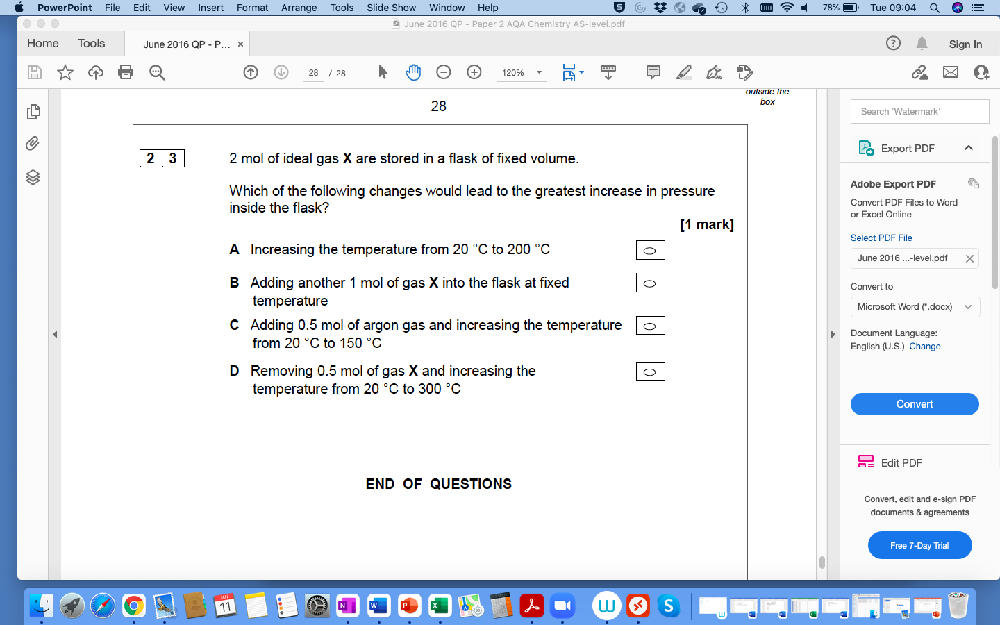 PowerPoint File Edit View Insert Format Arrange Tools Slide Show Window Help 78% Tue 09:04
June 2016 QP - Paper 2 AQA Chemistry AS-level.pdf
Home Tools June 2016 QP - P... × Sign In
28 / 28 120%
outside the
box
28
2 3 2 mol of ideal gas X are stored in a flask of fixed volume.
Which of the following changes would lead to the greatest increase in pressure
inside the flask?
[1 mark]
A Increasing the temperature from 20 °C to 200 °C
B Adding another 1 mol of gas X into the flask at fixed
temperature
C Adding 0.5 mol of argon gas and increasing the temperature
from 20 °C to 150 °C
D Removing 0.5 mol of gas X and increasing the
temperature from 20 °C to 300 °C
END OF QUESTIONS
Search 'Watermark'
Export PDF
Adobe Export PDF
Convert PDF Files to Word
or Excel Online
Select PDF File
June 2016 ...-level.pdf
Convert to
Microsoft Word (*.docx)
Document Language:
English (U.S.) Change
Convert
Edit PDF
Convert, edit and e-sign PDF
documents & agreements
Free 7-Day Trial
JAN
11